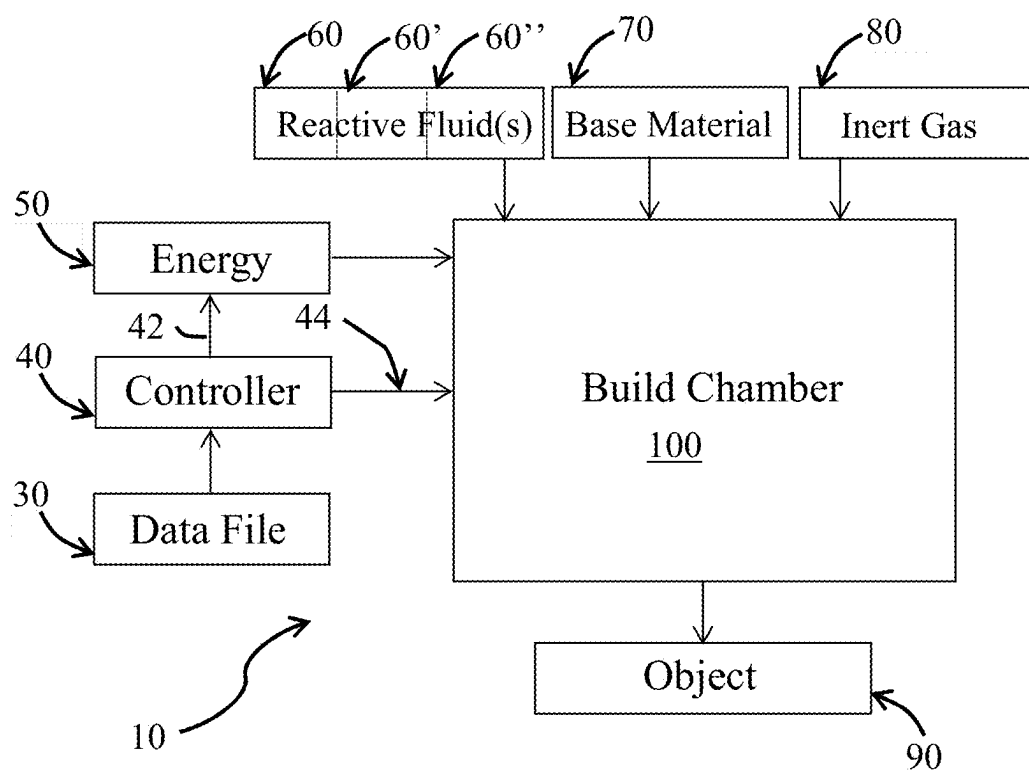 60 60’ 60’’ 70 80
Reactive Fluid(s) Base Material Inert Gas
50
Energy
42 44
40
Controller
Build Chamber
100
30
Data File
Object
10
90